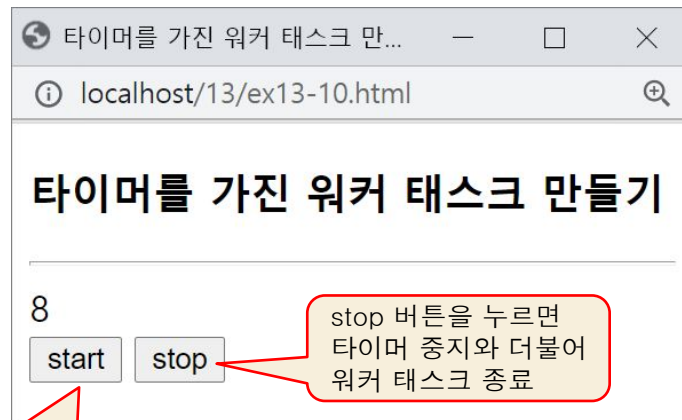 타이머를 가진 워커 태스크 만...
localhost/13/ex13-10.html
타이머를 가진 워커 태스크 만들기
8
start stop
stop 버튼을 누르면
타이머 중지와 더불어
워커 태스크 종료